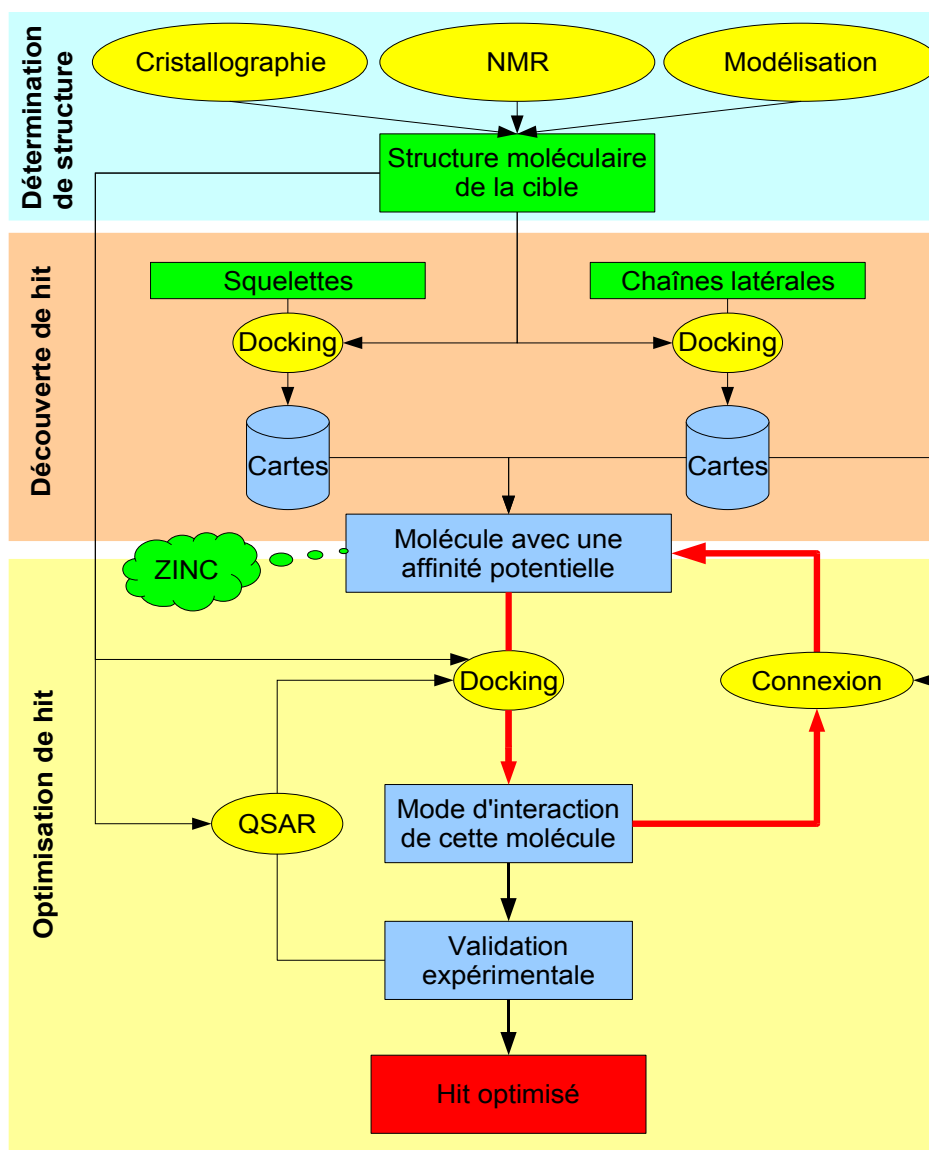 Détermination
de structure
Cristallographie
NMR
Modélisation
Structure moléculaire
de la cible
Découverte de hit
Squelettes
Chaînes latérales
Docking
Docking
Cartes
Cartes
Molécule avec une
affinité potentielle
ZINC
Optimisation de hit
Docking
Connexion
QSAR
Mode d'interaction
de cette molécule
Validation
expérimentale
Hit optimisé